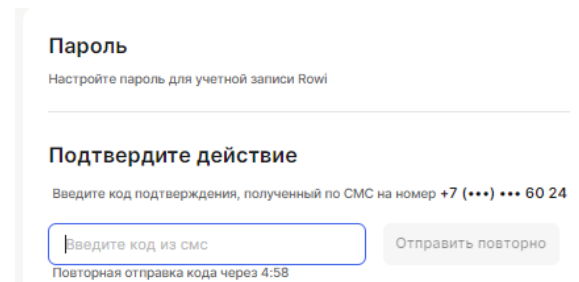 Пароль
Настройте пароль для учетной записи Rowi
Подтвердите действие
Введите код подтверждения, полученный по СМС на номер +7 (•••) ••• 60 24
Введите код из смс
Отправить повторно
Повторная отправка кода через 4:58